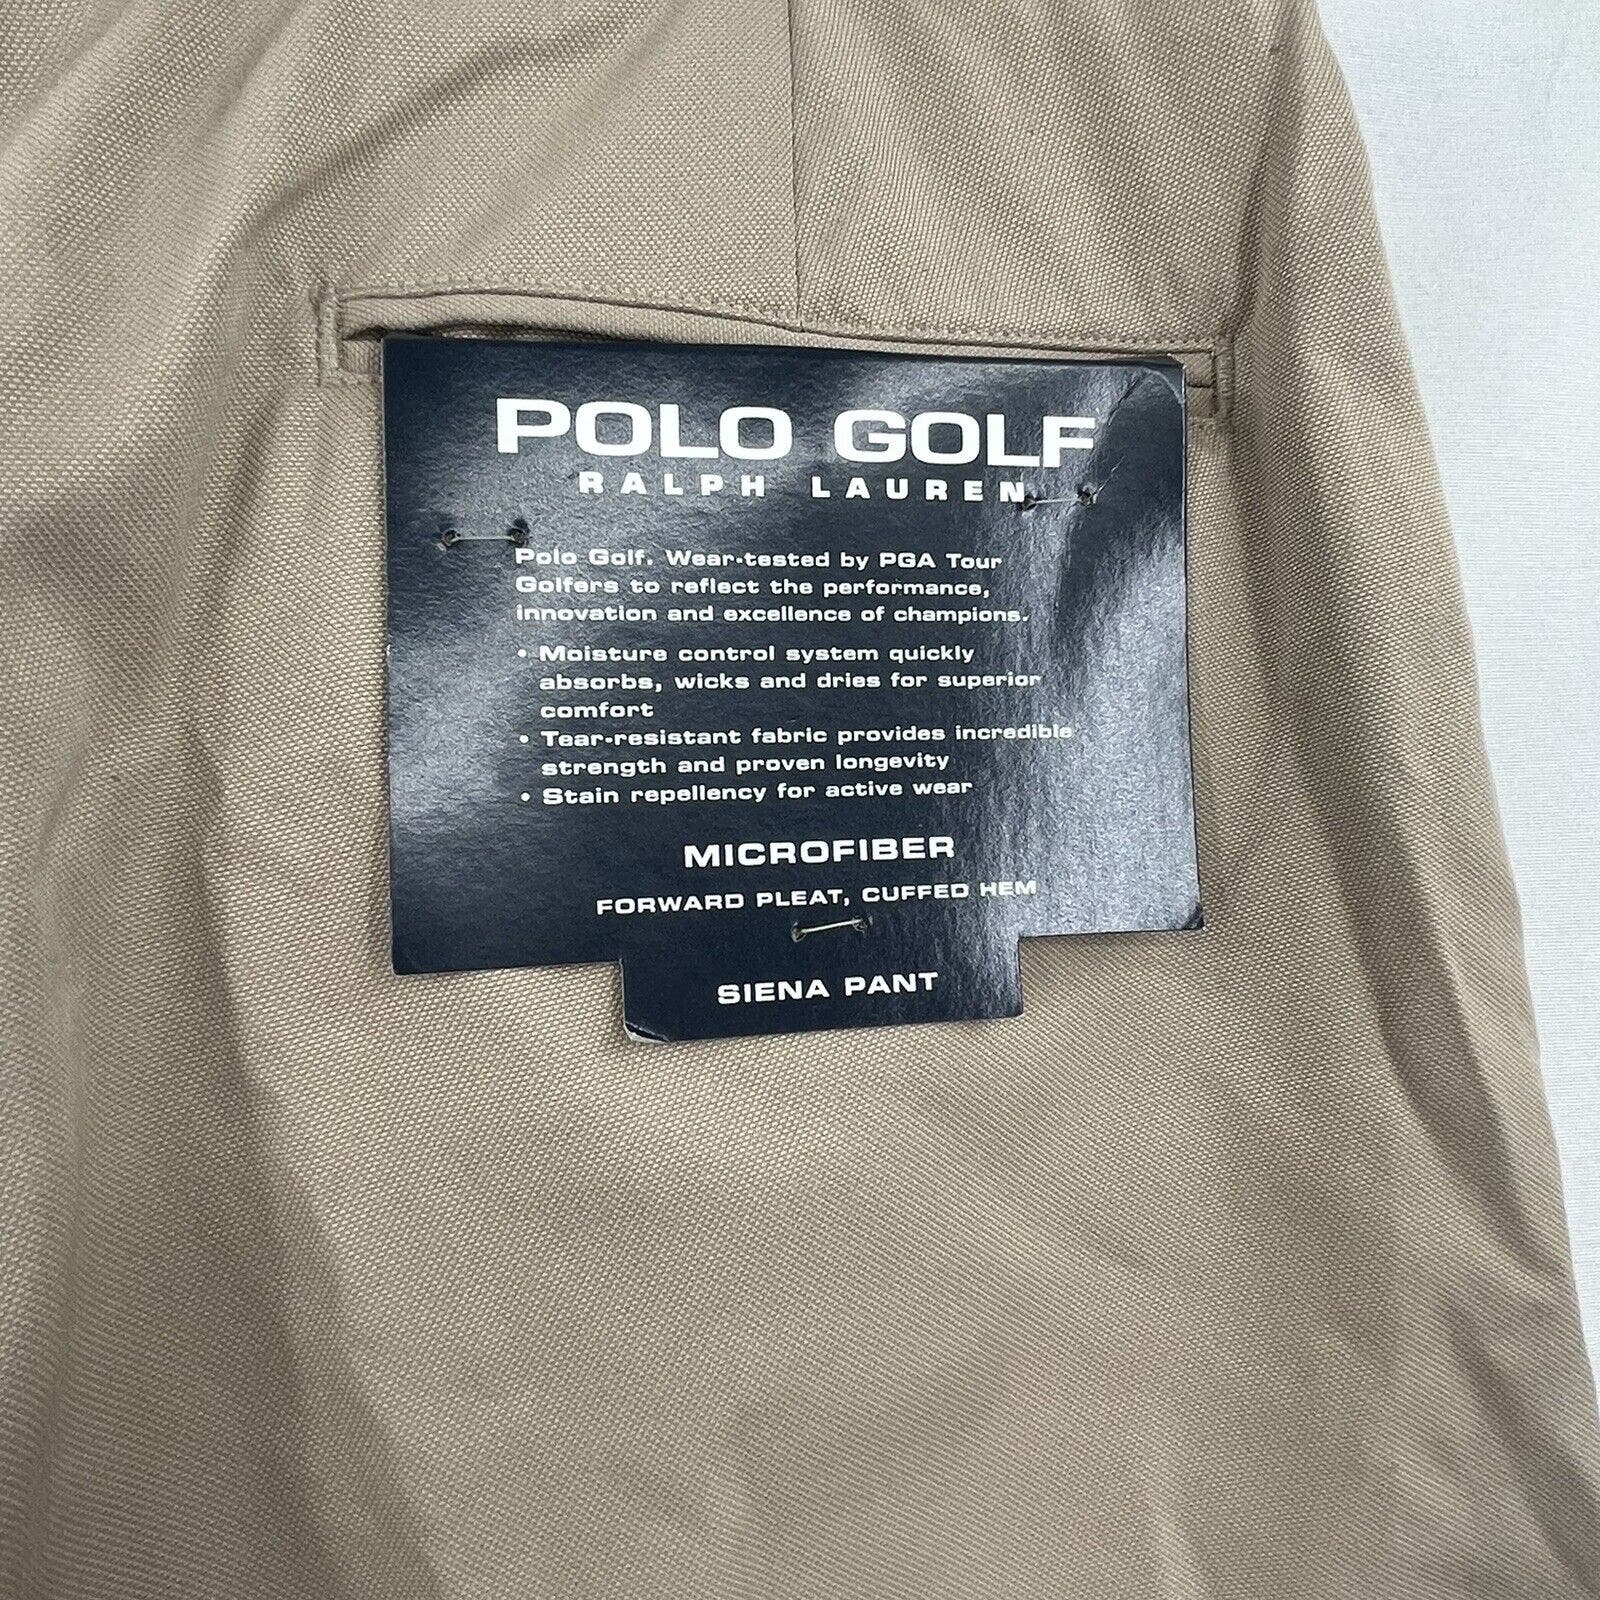 POLO GOLF
RALPH LAUREN
Polo Golf. Wear-tested by PGA Tour
Golfers to reflect the performance,
innovation and excellence of champions.
• Moisture control system quickly
absorbs, wicks and dries for superior
comfort
• Tear-resistant fabric provides incredible
strength and proven longevity
• Stain repellency for active wear
MICROFIBER
FORWARD PLEAT, CUFFED HEM
SIENA PANT